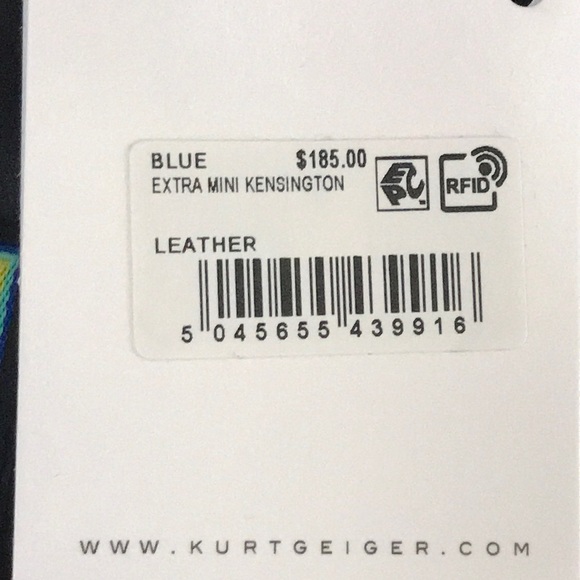 BLUE $185.00
EXTRA MINI KENSINGTON
EPC
RFID
LEATHER
5 045655 439916
WWW.KURTGEIGER.COM